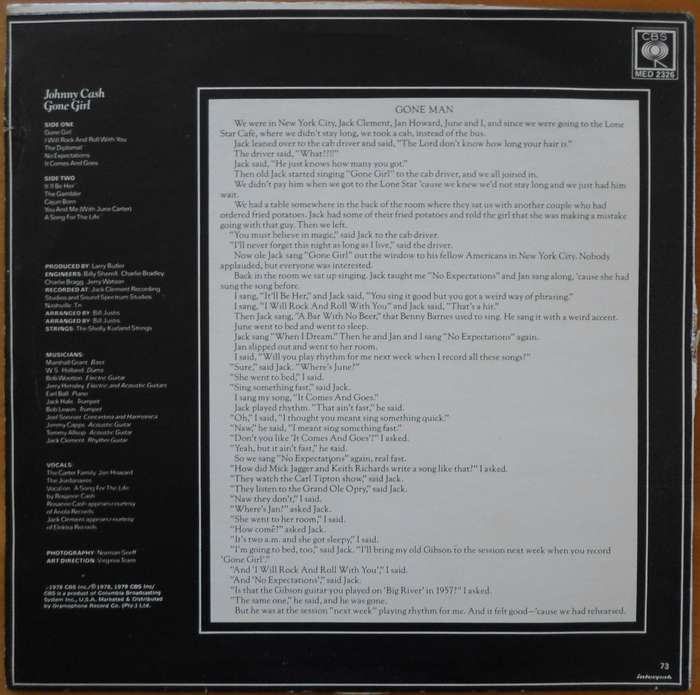 CBS
MED 2326
Johnny Cash
Gone Girl
SIDE ONE
Gone Girl
I Will Rock And Roll With You
The Diplomat
No Expectations
It Comes And Goes
SIDE TWO
It'll Be Her
The Gambler
Cajun Born
You And Me (With June Carter)
A Song For The Life
PRODUCED BY: Larry Butler
ENGINEERS: Billy Sherrill, Charlie Bradley,
Charlie Bragg, Jerry Watson
RECORDED AT: Jack Clement Recording
Studios and Sound Spectrum Studios
Nashville, Tn.
ARRANGED BY: Bill Justis
ARRANGED BY: Bill Justis
STRINGS: The Shelly Kurland Strings
MUSICIANS:
Marshall Grant Bass
W.S. Holland Drums
Bob Wootton Electric Guitar
Jerry Hensley Electric and Acoustic Guitars
Earl Ball Piano
Jack Hale Trumpet
Bob Lewin Trumpet
Joel Sonnier Concertina and Harmonica
Jimmy Capps Acoustic Guitar
Tommy Allsup Acoustic Guitar
Jack Clement Rhythm Guitar
VOCALS:
The Carter Family, Jan Howard
The Jordanaires
Vocal on A Song For The Life
by Rosanne Cash
Rosanne Cash appears courtesy
of Ariola Records
Jack Clement appears courtesy
of Elektra Records
PHOTOGRAPHY: Norman Seeff
ART DIRECTION: Virginia Team
1978 CBS Inc./℗ 1978, 1979 CBS Inc/
CBS is a product of Columbia Broadcasting
System Inc., U.S.A. Marketed & Distributed
by Gramophone Record Co. (Pty.) Ltd.
GONE MAN
We were in New York City, Jack Clement, Jan Howard, June and I, and since we were going to the Lone
Star Cafe, where we didn't stay long, we took a cab, instead of the bus.
Jack leaned over to the cab driver and said, "The Lord don't know how long your hair is."
The driver said, "What?!!!"
Jack said, "He just knows how many you got."
Then old Jack started singing "Gone Girl" to the cab driver, and we all joined in.
We didn't pay him when we got to the Lone Star 'cause we knew we'd not stay long and we just had him
wait.
We had a table somewhere in the back of the room where they sat us with another couple who had
ordered fried potatoes. Jack had some of their fried potatoes and told the girl that she was making a mistake
going with that guy. Then we left.
"You must believe in magic," said Jack to the cab driver.
"I'll never forget this night as long as I live," said the driver.
Now ole Jack sang "Gone Girl" out the window to his fellow Americans in New York City. Nobody
applauded, but everyone was interested.
Back in the room we sat up singing. Jack taught me "No Expectations" and Jan sang along, 'cause she had
sung the song before.
I sang, "It'll Be Her," and Jack said, "You sing it good but you got a weird way of phrasing."
I sang, "I Will Rock And Roll With You" and Jack said, "That's a hit."
Then Jack sang, "A Bar With No Beer," that Benny Barnes used to sing. He sang it with a weird accent.
June went to bed and went to sleep.
Jack sang "When I Dream." Then he and Jan and I sang "No Expectations" again.
Jan slipped out and went to her room.
I said, "Will you play rhythm for me next week when I record all these songs?"
"Sure," said Jack. "Where's June?"
"She went to bed," I said.
"Sing something fast," said Jack.
I sang my song, "It Comes And Goes."
Jack played rhythm. "That ain't fast," he said.
"Oh," I said, "I thought you meant sing something quick."
"Naw," he said, "I meant sing something fast."
"Don't you like 'It Comes And Goes'?" I asked.
"Yeah, but it ain't fast," he said.
So we sang "No Expectations" again, real fast.
"How did Mick Jagger and Keith Richards write a song like that?" I asked.
"They watch the Carl Tipton show," said Jack.
"They listen to the Grand Ole Opry," said Jack.
"Naw they don't," I said.
"Where's Jan?" asked Jack.
"She went to her room," I said.
"How come?" asked Jack.
"It's two a.m. and she got sleepy," I said.
"I'm going to bed, too," said Jack. "I'll bring my old Gibson to the session next week when you record
'Gone Girl'."
"And 'I Will Rock And Roll With You'," I said.
"And 'No Expectations'," said Jack.
"Is that the Gibson guitar you played on 'Big River' in 1957?" I asked.
"The same one," he said, and he was gone.
But he was at the session "next week" playing rhythm for me. And it felt good—'cause we had rehearsed.
73
interpak